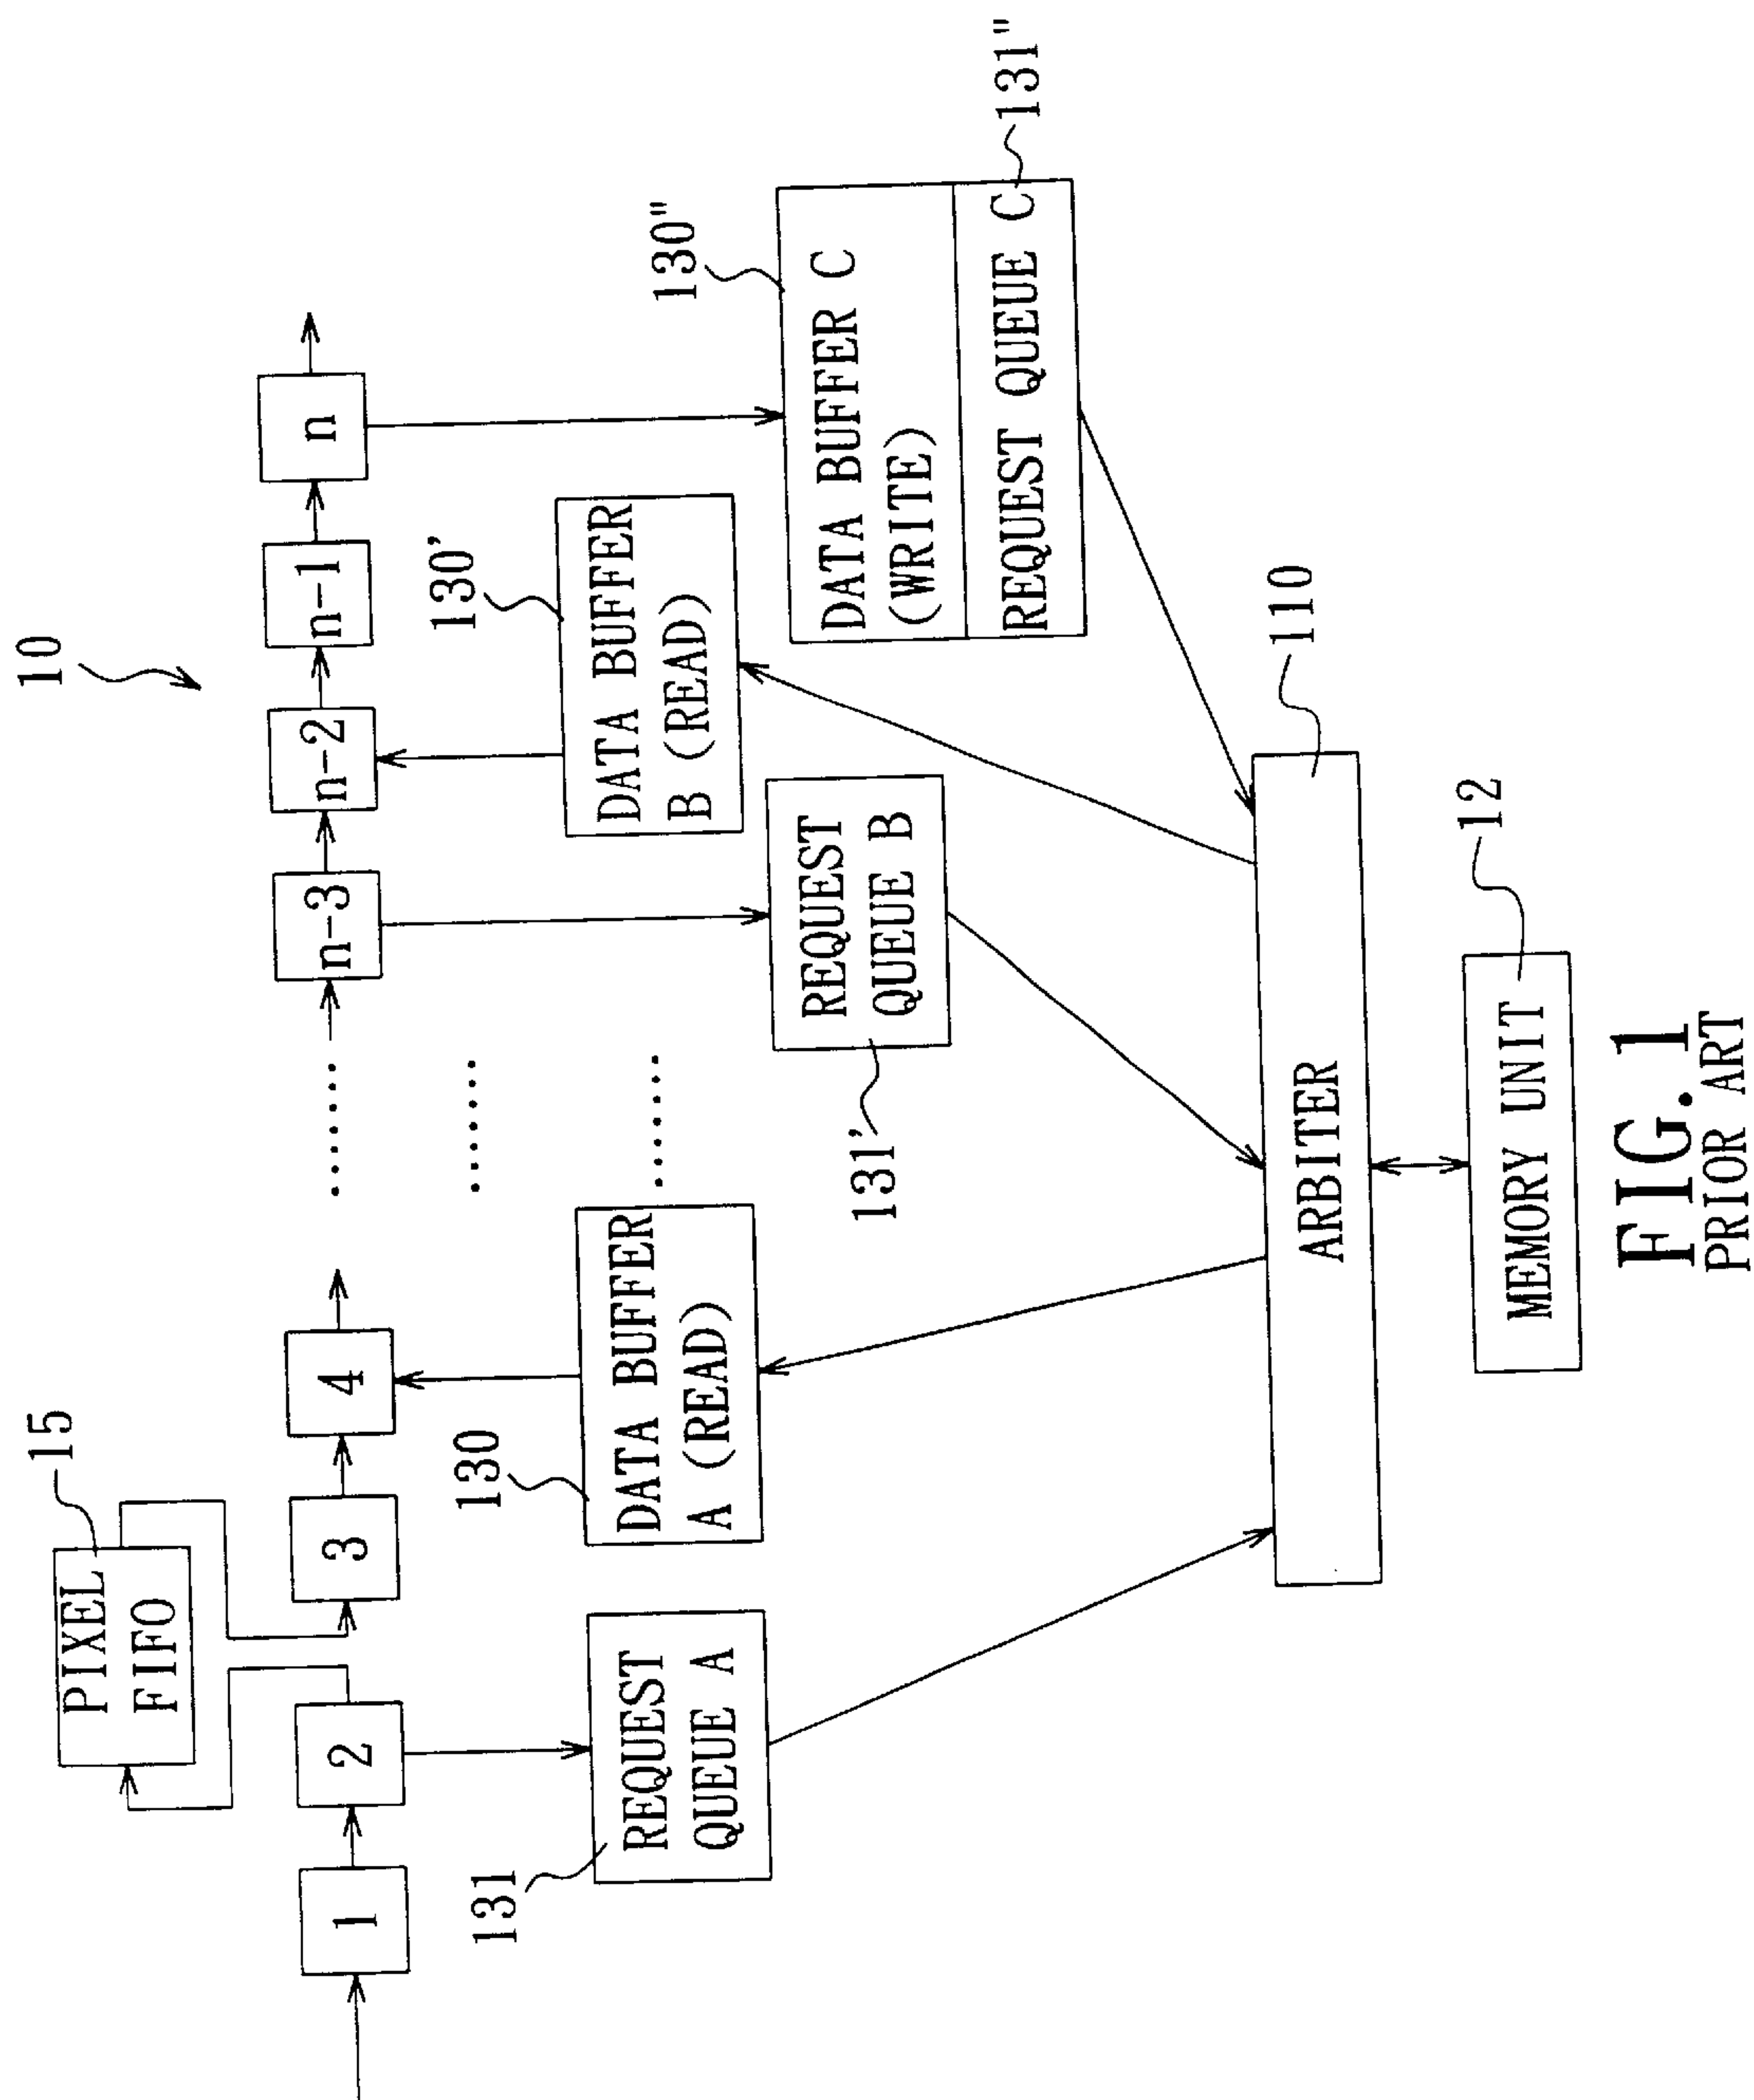 10
15
PIXEL
FIFO
1
2
3
4
......
n-3
n-2
n-1
n
......
......
131
REQUEST
QUEUE A
130
DATA BUFFER
A (READ)
131'
REQUEST
QUEUE B
130'
DATA BUFFER
B (READ)
130"
DATA BUFFER C
(WRITE)
REQUEST QUEUE C
131"
ARBITER
110
MEMORY UNIT
12
FIG. 1
PRIOR ART